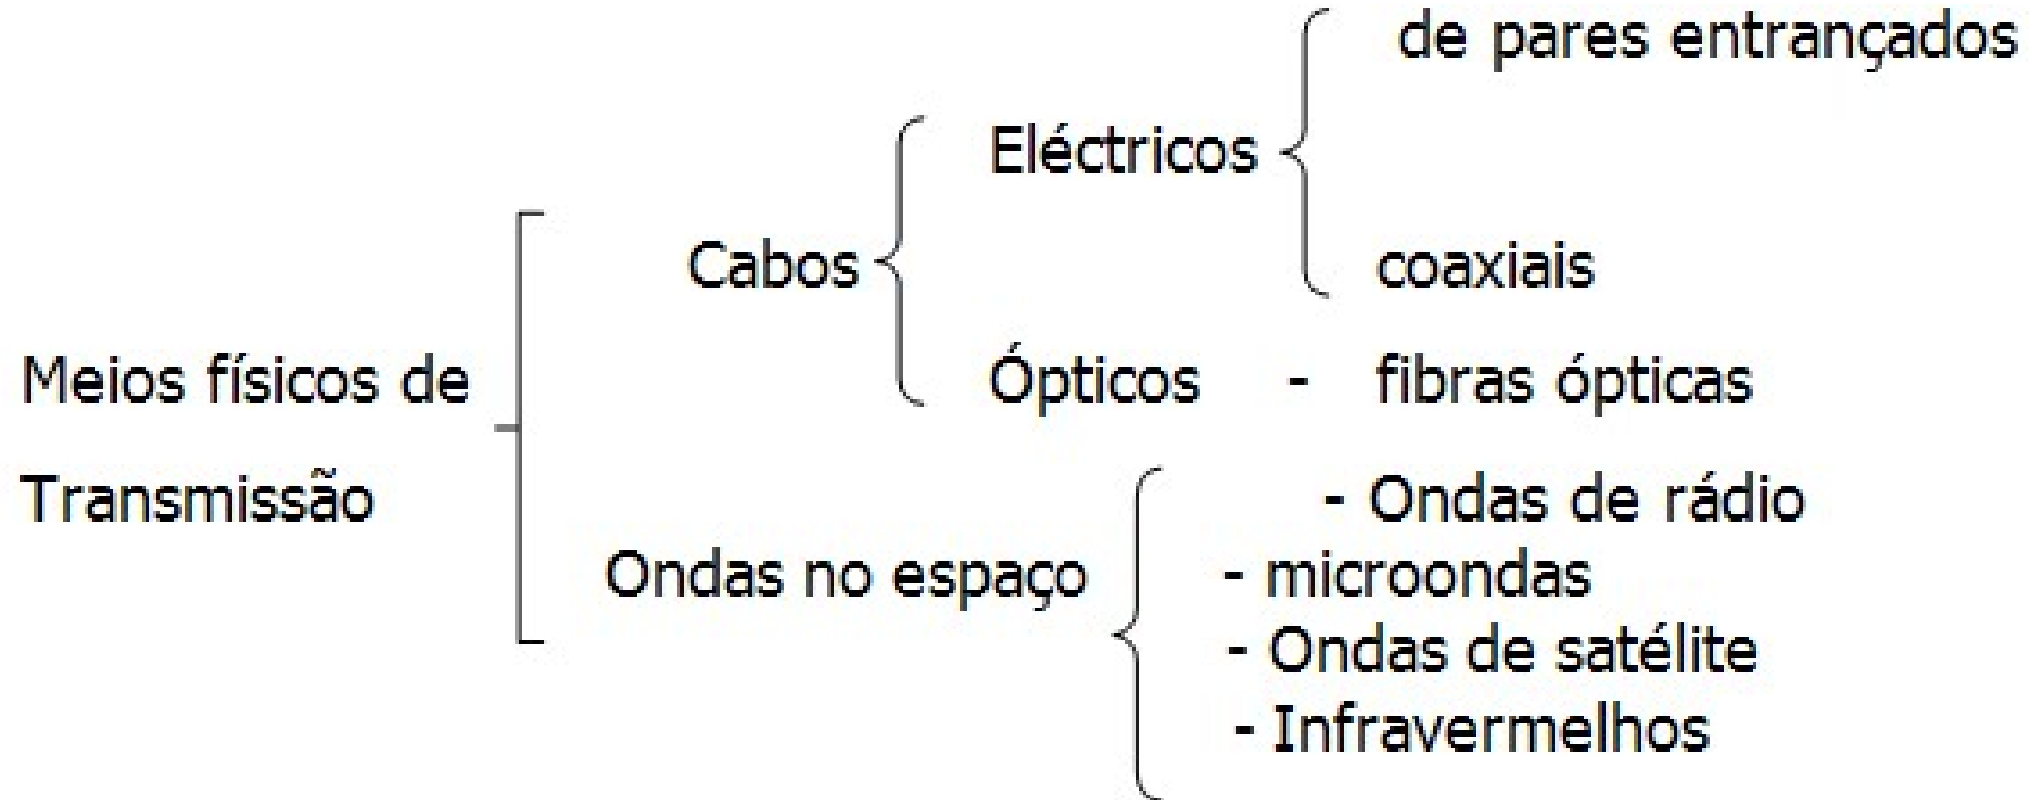 de pares entrançados
Eléctricos
Cabos
coaxiais
Meios físicos de
Ópticos - fibras ópticas
Transmissão
- Ondas de rádio
Ondas no espaço
- microondas
- Ondas de satélite
- Infravermelhos